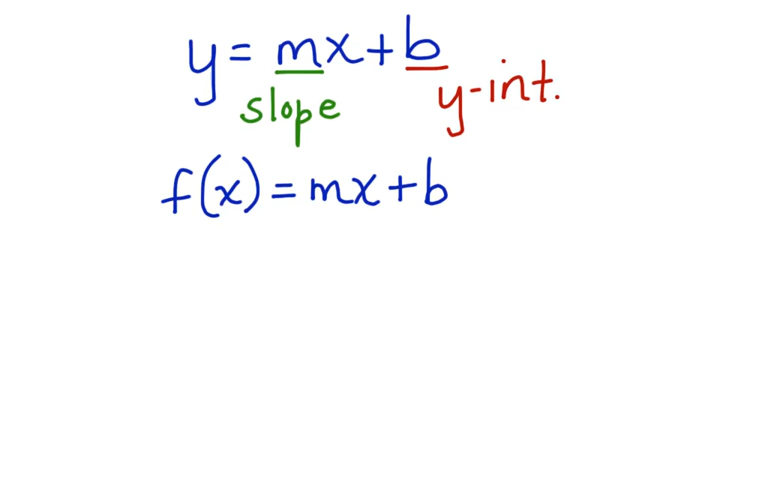 y = mx + b
slope y-int.
f(x) = mx + b